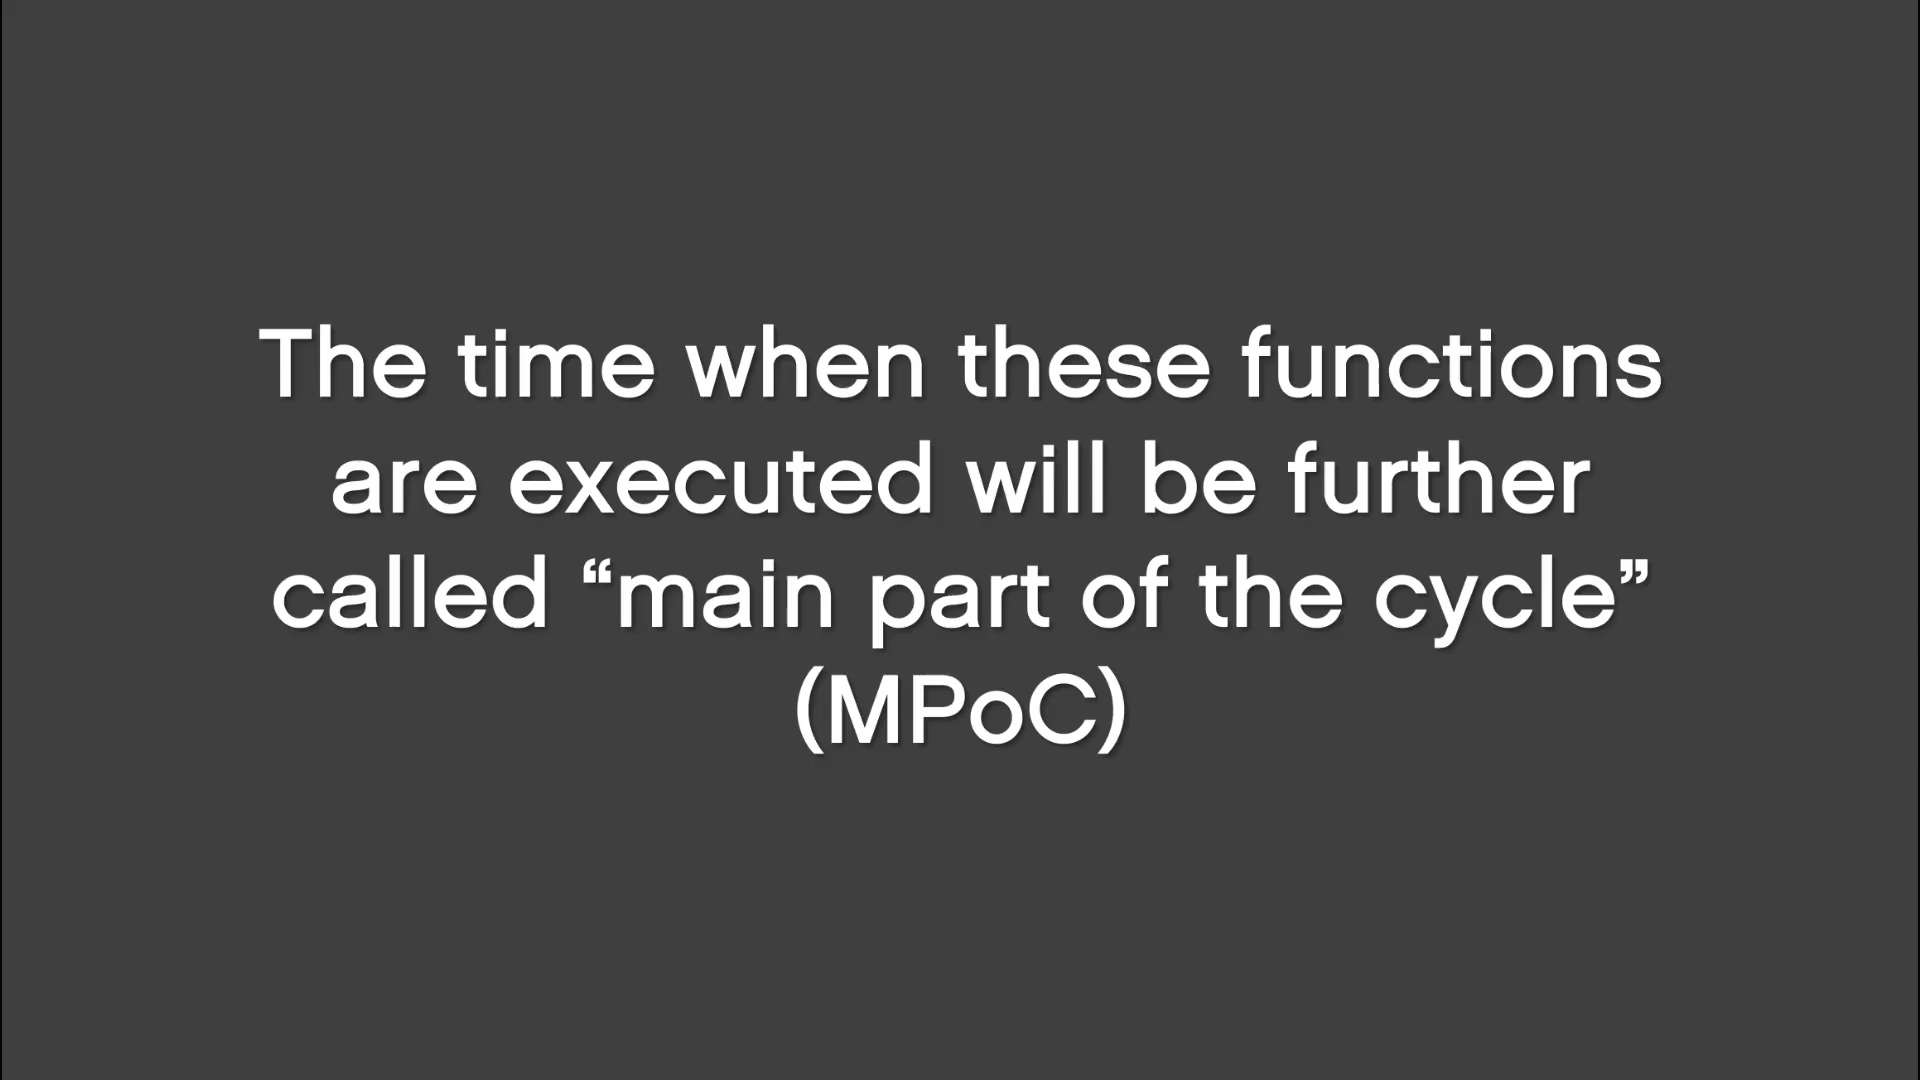 The time when these functions
are executed will be further
called “main part of the cycle”
(MPoC)